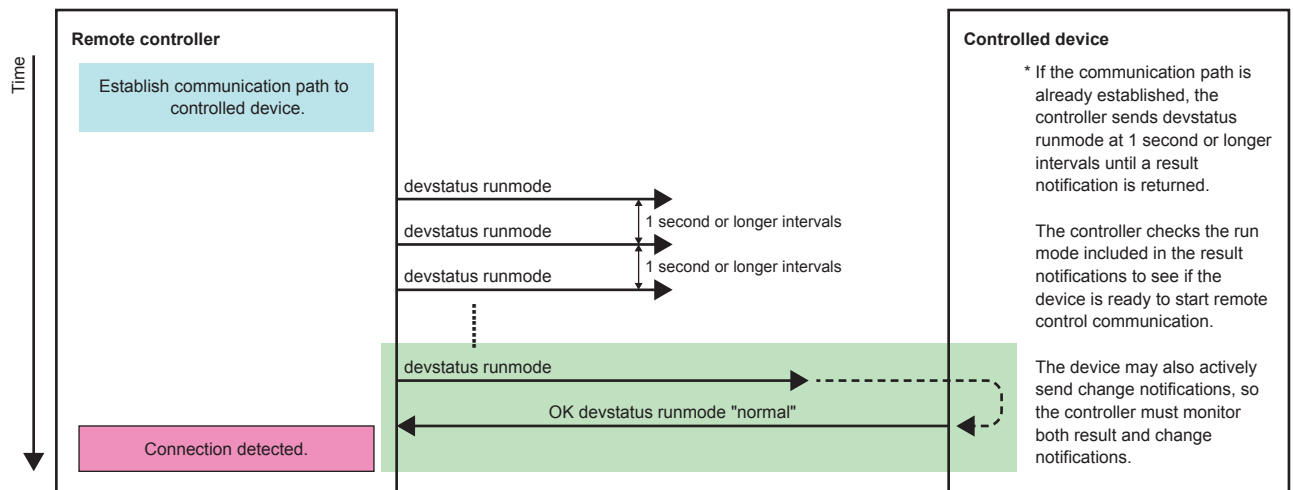 Time
Remote controller
Establish communication path to
controlled device.
devstatus runmode
1 second or longer intervals
devstatus runmode
1 second or longer intervals
devstatus runmode
devstatus runmode
OK devstatus runmode "normal"
Connection detected.
Controlled device
* If the communication path is
already established, the
controller sends devstatus
runmode at 1 second or longer
intervals until a result
notification is returned.
The controller checks the run
mode included in the result
notifications to see if the
device is ready to start remote
control communication.
The device may also actively
send change notifications, so
the controller must monitor
both result and change
notifications.